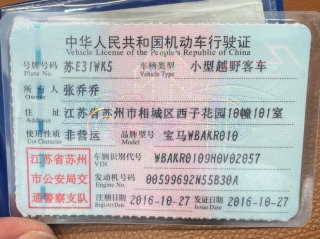 中华人民共和国机动车行驶证
Vehicle License of the People's Republic of China
号牌号码 苏E31WK5 车辆类型 小型越野客车
Plate No. Vehicle Type
所有人 张乔乔
Owner
住址 江苏省苏州市相城区西子花园10幢101室
Address
使用性质 非营运 品牌型号 宝马WBAKR010
Use Character Model
江苏省苏州市公安局交通警察支队
车辆识别代号 WBAKR0109H0V02057
VIN
发动机号码 00599692N55B30A
Engine No.
注册日期 2016-10-27 发证日期 2016-10-27
Register Date Issue Date